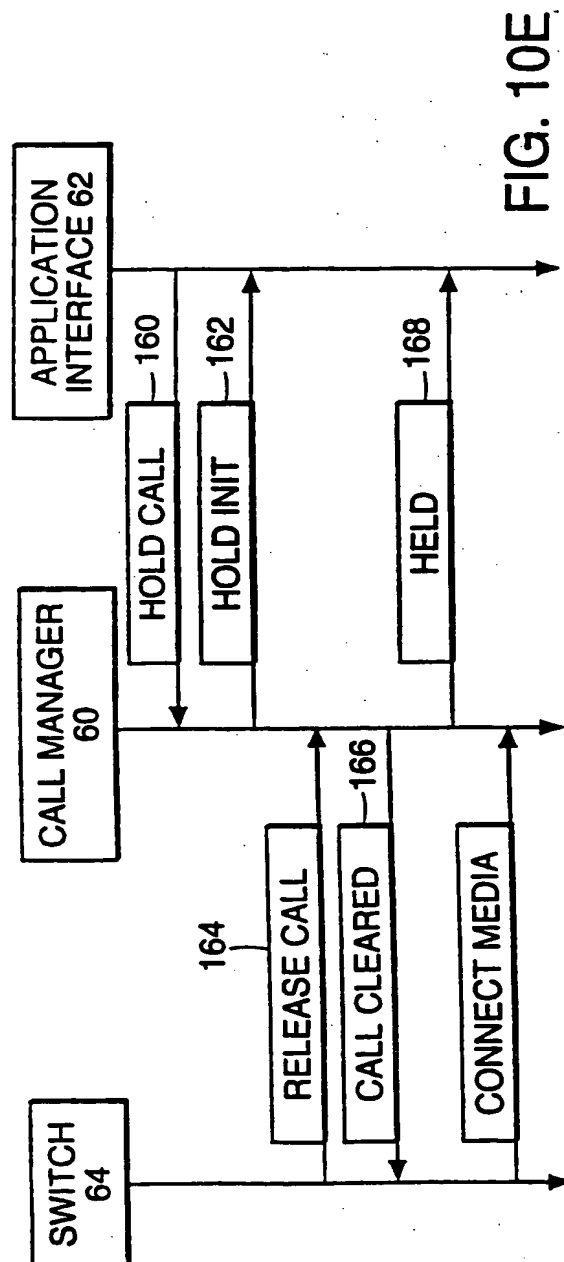 SWITCH
64
CALL MANAGER
60
APPLICATION
INTERFACE 62
HOLD CALL
160
HOLD INIT
162
164
RELEASE CALL
CALL CLEARED
166
HELD
168
CONNECT MEDIA
FIG. 10E